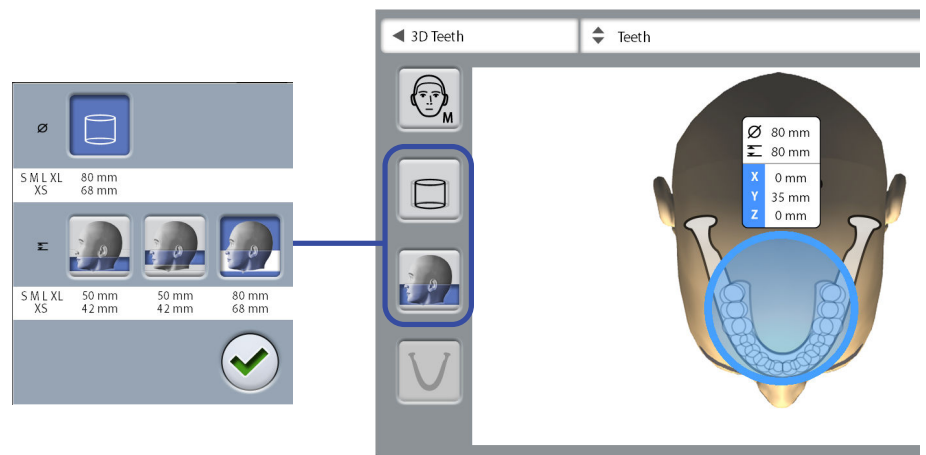 3D Teeth
Teeth
M
Ø
Ø 80 mm
80 mm
S M L XL 80 mm
XS 68 mm
X 0 mm
Y 35 mm
Z 0 mm
S M L XL 50 mm 50 mm 80 mm
XS 42 mm 42 mm 68 mm